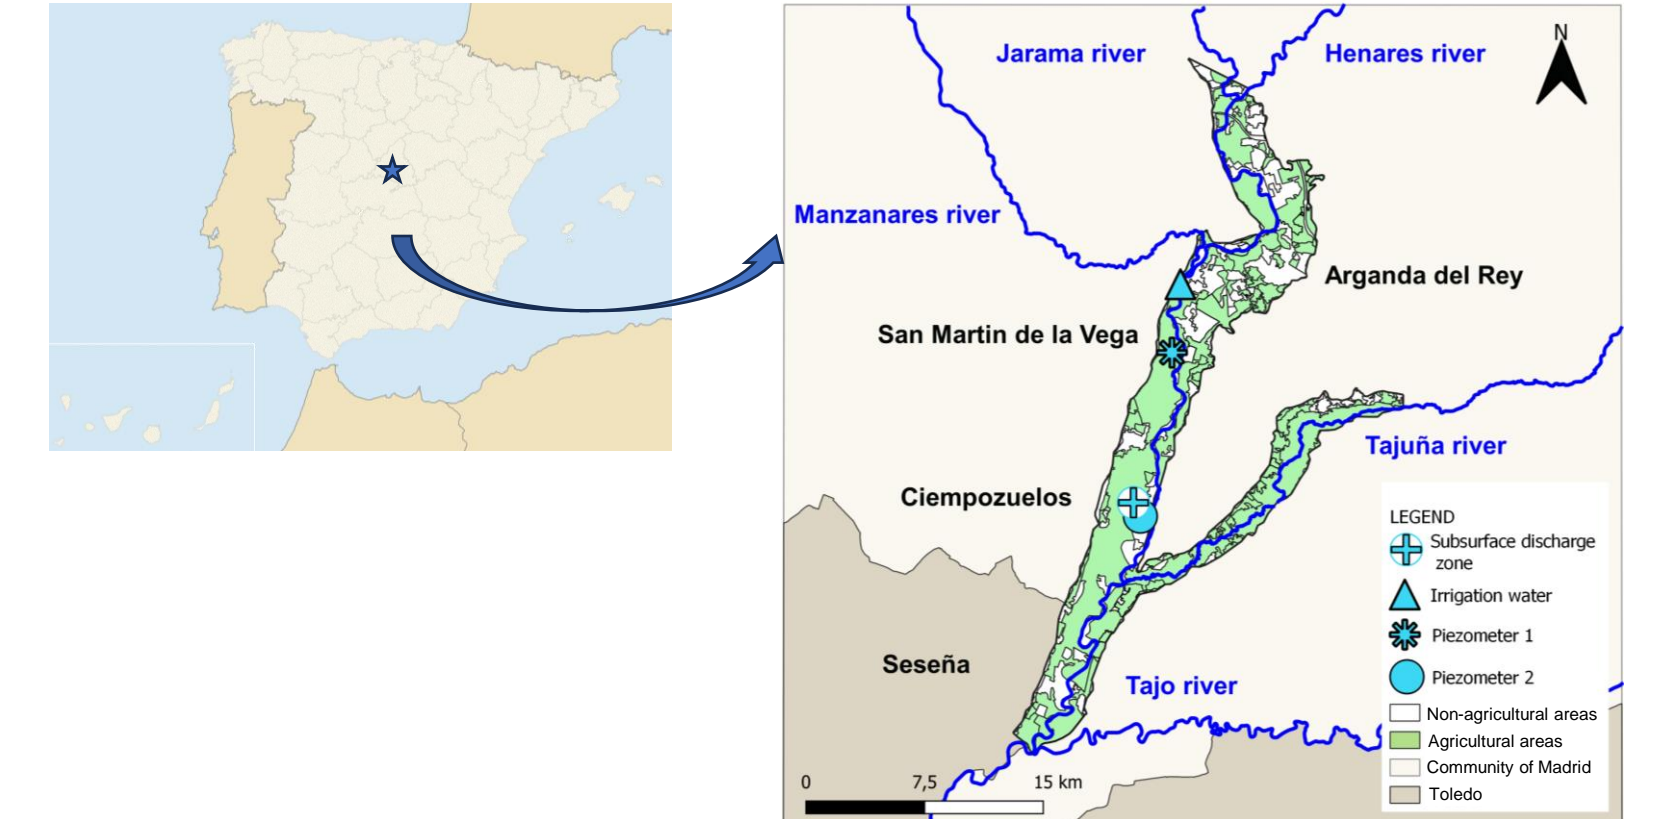 Jarama river
Henares river
N
Manzanares river
Arganda del Rey
San Martin de la Vega
Tajuña river
Ciempozuelos
LEGEND
Subsurface discharge
zone
Irrigation water
Piezometer 1
Seseña
Tajo river
Piezometer 2
Non-agricultural areas
Agricultural areas
Community of Madrid
Toledo
0 7,5 15 km